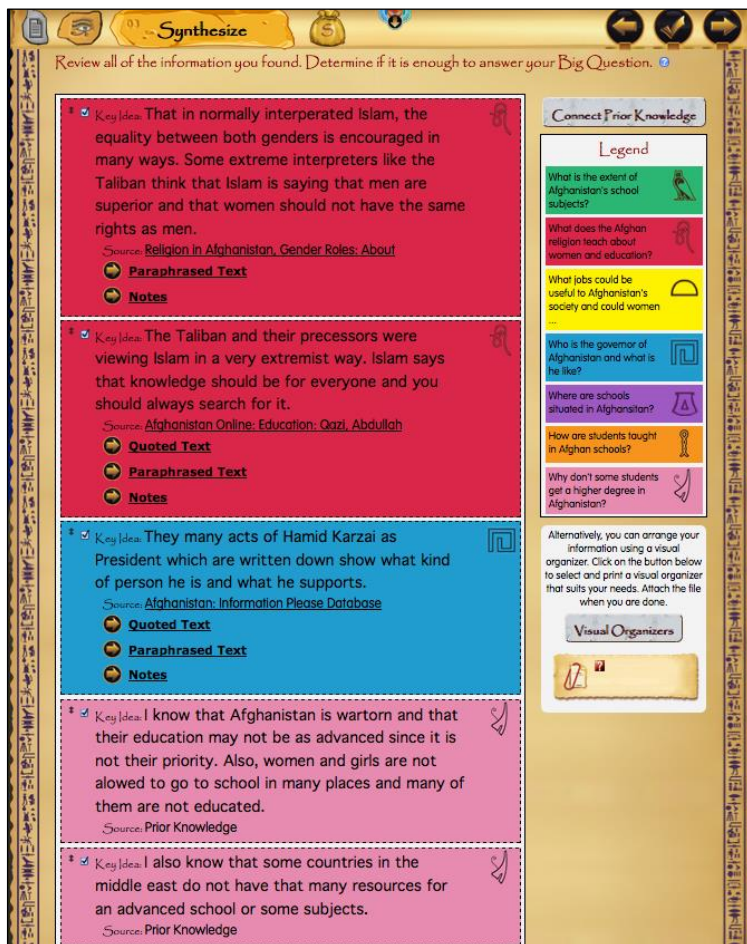 03
Synthesize
S
Review all of the information you found. Determine if it is enough to answer your Big Question. ?
Key Idea: That in normally interperated Islam, the
equality between both genders is encouraged in
many ways. Some extreme interpreters like the
Taliban think that Islam is saying that men are
superior and that women should not have the same
rights as men.
Source: Religion in Afghanistan, Gender Roles: About
Paraphrased Text
Notes
Key Idea: The Taliban and their precessors were
viewing Islam in a very extremist way. Islam says
that knowledge should be for everyone and you
should always search for it.
Source: Afghanistan Online: Education: Qazi, Abdullah
Quoted Text
Paraphrased Text
Notes
Key Idea: They many acts of Hamid Karzai as
President which are written down show what kind
of person he is and what he supports.
Source: Afghanistan: Information Please Database
Quoted Text
Paraphrased Text
Notes
Key Idea: I know that Afghanistan is wartorn and that
their education may not be as advanced since it is
not their priority. Also, women and girls are not
alowed to go to school in many places and many of
them are not educated.
Source: Prior Knowledge
Key Idea: I also know that some countries in the
middle east do not have that many resources for
an advanced school or some subjects.
Source: Prior Knowledge
Connect Prior Knowledge
Legend
What is the extent of
Afghanistan's school
subjects?
What does the Afghan
religion teach about
women and education?
What jobs could be
useful to Afghanistan's
society and could women
...
Who is the governor of
Afghanistan and what is
he like?
Where are schools
situated in Afghansitan?
How are students taught
in Afghan schools?
Why don't some students
get a higher degree in
Afghanistan?
Alternatively, you can arrange your
information using a visual
organizer. Click on the button below
to select and print a visual organizer
that suits your needs. Attach the file
when you are done.
Visual Organizers
?